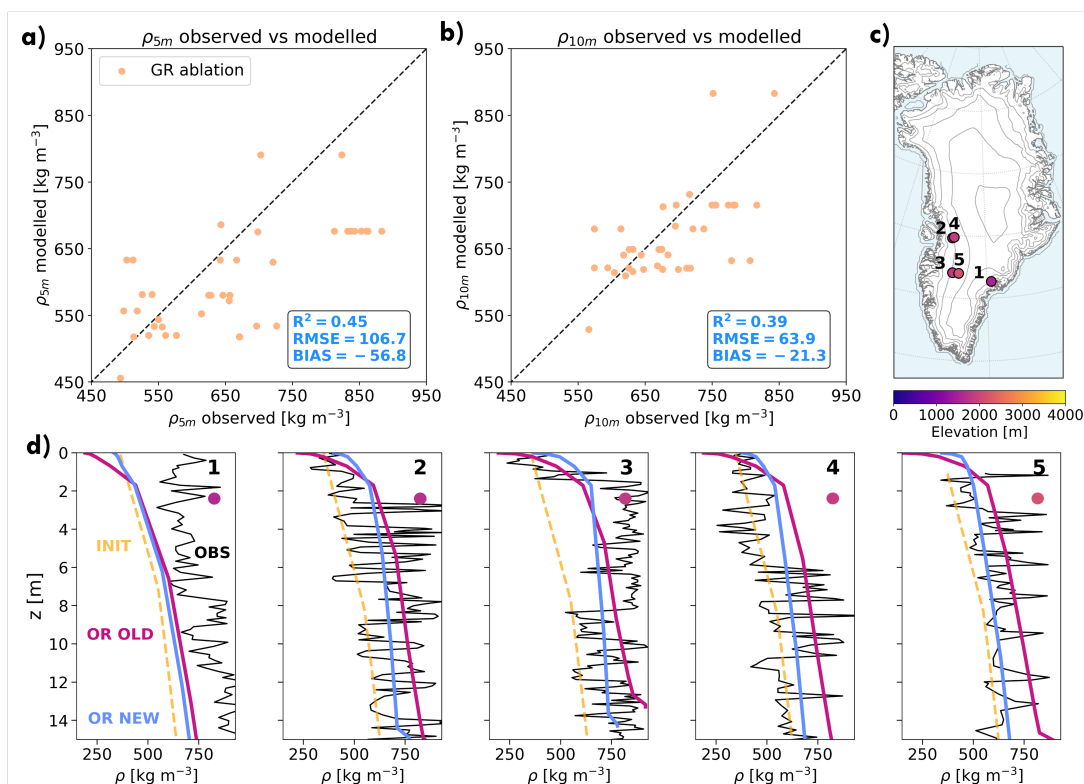 a)
ρ5m observed vs modelled
GR ablation
950
850
750
650
550
450
ρ5m modelled [kg m−3]
R2 = 0.45
RMSE = 106.7
BIAS = −56.8
450 550 650 750 850 950
ρ5m observed [kg m−3]
b)
ρ10m observed vs modelled
950
850
750
650
550
450
ρ10m modelled [kg m−3]
R2 = 0.39
RMSE = 63.9
BIAS = −21.3
450 550 650 750 850 950
ρ10m observed [kg m−3]
c)
2 4
3 5 1
0 1000 2000 3000 4000
Elevation [m]
d)
0
2
4
6
8
10
12
14
z [m]
1
INIT
OBS
OR OLD
OR NEW
250 500 750
ρ [kg m−3]
2
250 500 750
ρ [kg m−3]
3
250 500 750
ρ [kg m−3]
4
250 500 750
ρ [kg m−3]
5
250 500 750
ρ [kg m−3]